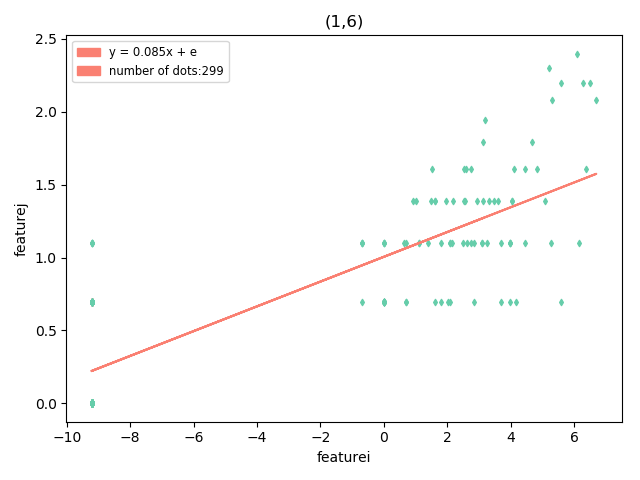 (1,6)
y = 0.085x + e
number of dots:299
2.5
2.0
1.5
1.0
0.5
0.0
featurej
−10 −8 −6 −4 −2 0 2 4 6
featurei